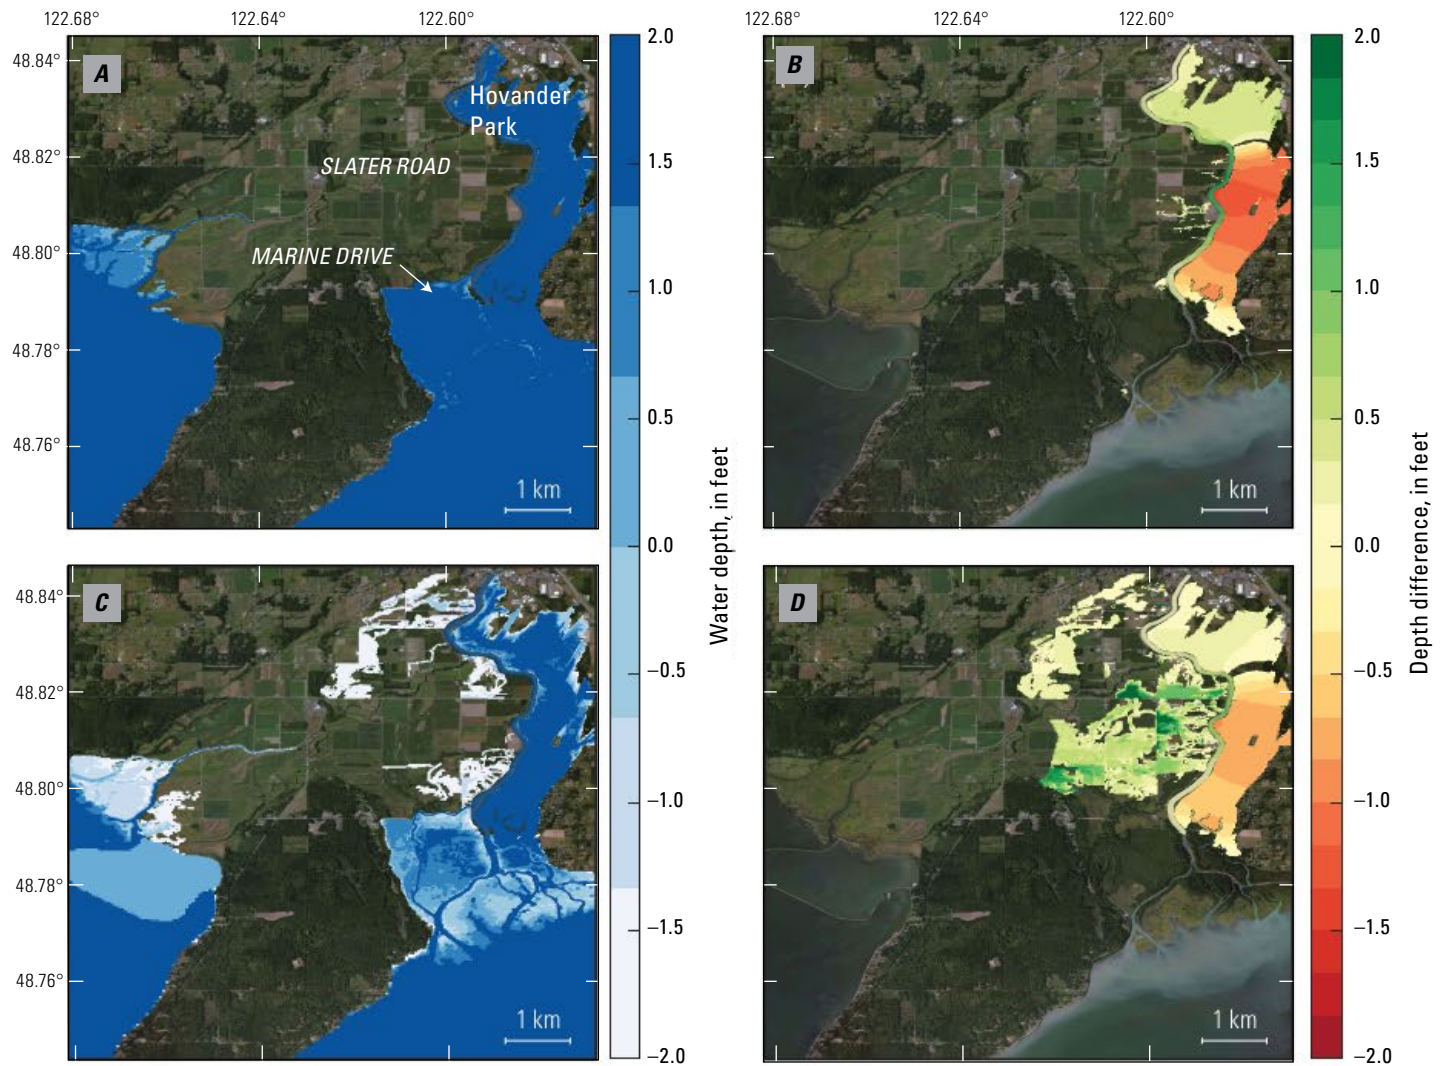 122.68° 122.64° 122.60° 122.68° 122.64° 122.60°
48.84°
48.82°
48.80°
48.78°
48.76°
A
Hovander
Park
SLATER ROAD
MARINE DRIVE
1 km
B
1 km
48.84°
48.82°
48.80°
48.78°
48.76°
C
1 km
D
1 km
2.0
1.5
1.0
0.5
0.0
–0.5
–1.0
–1.5
–2.0
Water depth, in feet
2.0
1.5
1.0
0.5
0.0
–0.5
–1.0
–1.5
–2.0
Depth difference, in feet